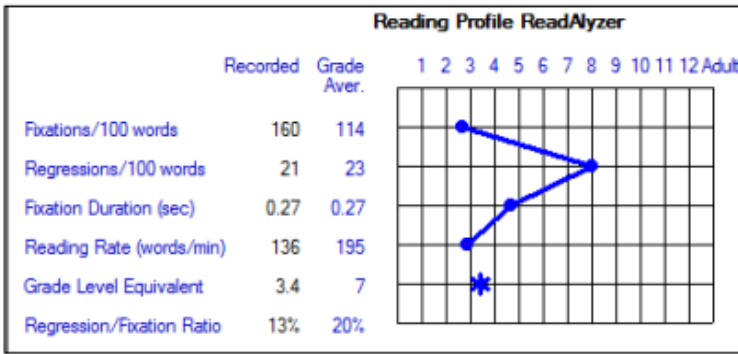 Reading Profile ReadAlyzer
Recorded Grade Aver. 1 2 3 4 5 6 7 8 9 10 11 12 Adult
Fixations/100 words 160 114
Regressions/100 words 21 23
Fixation Duration (sec) 0.27 0.27
Reading Rate (words/min) 136 195
Grade Level Equivalent 3.4 7
Regression/Fixation Ratio 13% 20%